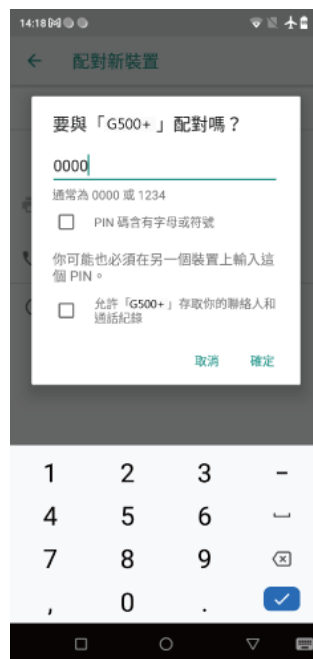 14:18
配對新裝置
要與「G500+」配對嗎？
0000
通常為 0000 或 1234
PIN 碼含有字母或符號
你可能也必須在另一個裝置上輸入這
個 PIN。
允許「G500+」存取你的聯絡人和
通話紀錄
取消 確定
1 2 3 -
4 5 6
7 8 9
, 0 .